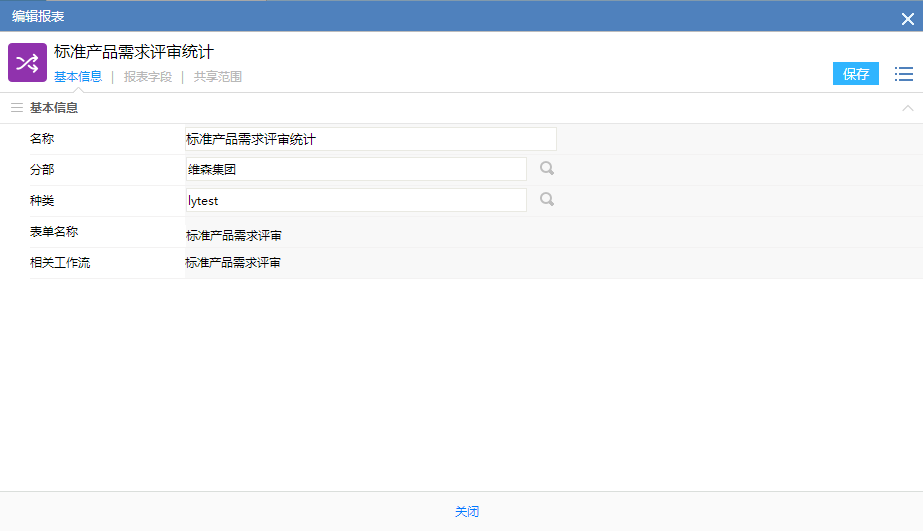 编辑报表
标准产品需求评审统计
基本信息 | 报表字段 | 共享范围
保存
基本信息
名称 标准产品需求评审统计
分部 维森集团
种类 lytest
表单名称 标准产品需求评审
相关工作流 标准产品需求评审
关闭